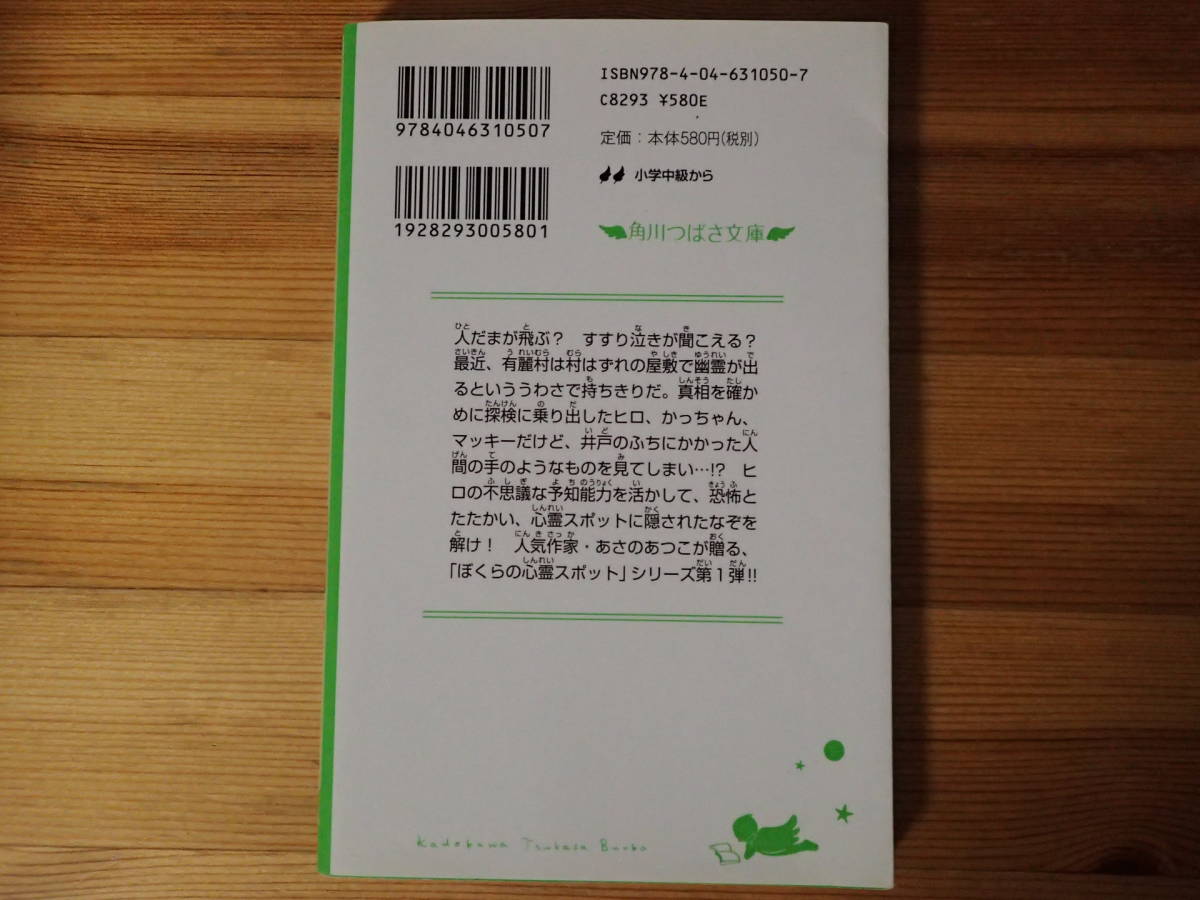 ISBN978-4-04-631050-7
C8293 ¥580E
定価：本体580円(税別)
小学中級から
角川つばさ文庫
9784046310507
1928293005801
人だまが飛ぶ？　すすり泣きが聞こえる？
最近、有麗村は村はずれの屋敷で幽霊が出
るといううわさで持ちきりだ。真相を確か
めに探検に乗り出したヒロ、かっちゃん、
マッキーだけど、井戸のふちにかかった人
間の手のようなものを見てしまい…!?　ヒ
ロの不思議な予知能力を活かして、恐怖と
たたかい、心霊スポットに隠されたなぞを
解け！　人気作家・あさのあつこが贈る、
「ぼくらの心霊スポット」シリーズ第１弾!!
Kadokawa Tsubasa Bunko